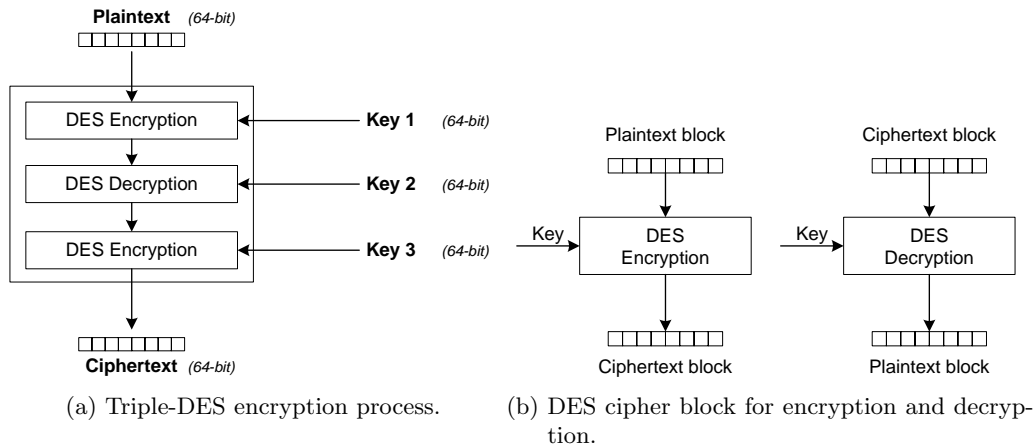 Plaintext (64-bit)
DES Encryption
Key 1 (64-bit)
DES Decryption
Key 2 (64-bit)
DES Encryption
Key 3 (64-bit)
Ciphertext (64-bit)
(a) Triple-DES encryption process.
Plaintext block
Key
DES
Encryption
Ciphertext block
Ciphertext block
Key
DES
Decryption
Plaintext block
(b) DES cipher block for encryption and decryp-
tion.